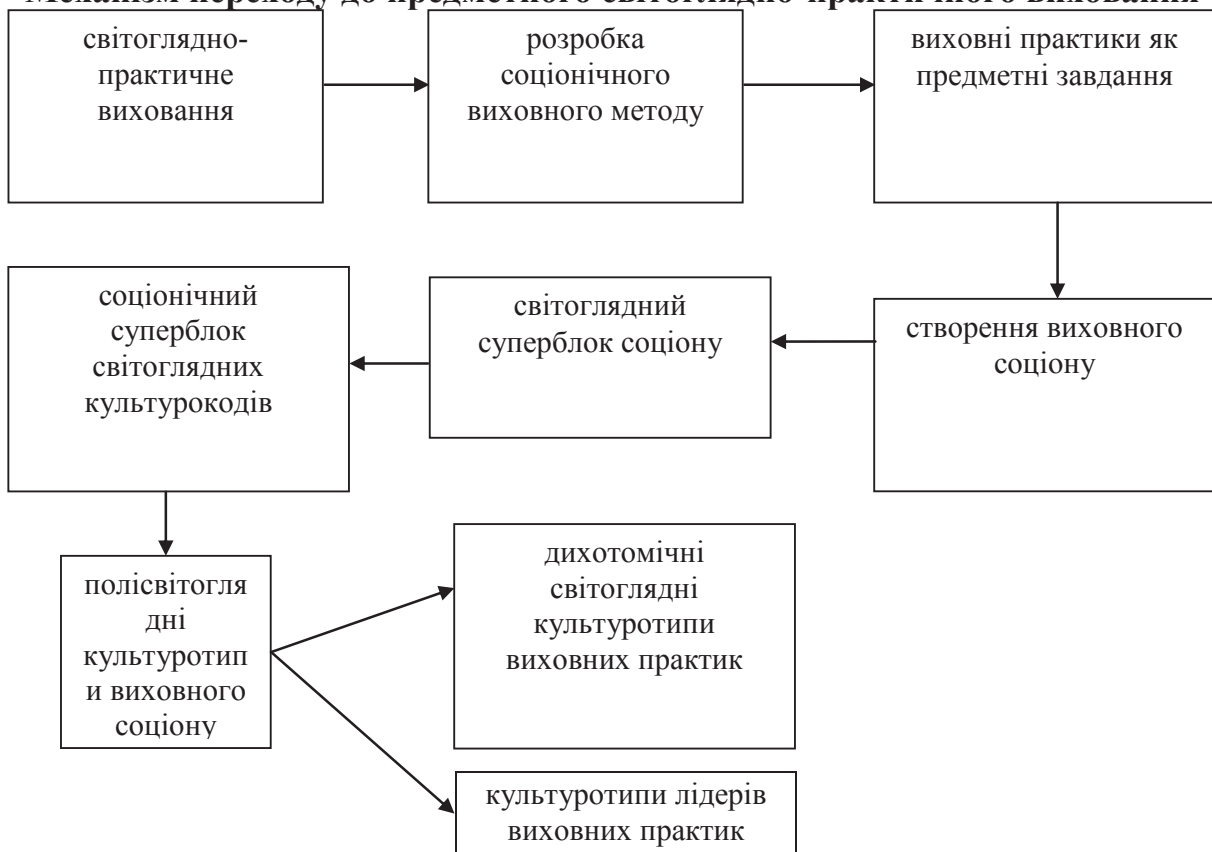 Механізм переходу до предметного світоглядно-практичного виховання
світоглядно-
практичне
виховання
розробка
соціонічного
виховного методу
виховні практики як
предметні завдання
створення виховного
соціону
світоглядний
суперблок соціону
соціонічний
суперблок
світоглядних
культурокодів
полісвітогля
дні
культуротип
и виховного
соціону
дихотомічні
світоглядні
культуротипи
виховних практик
культуротипи лідерів
виховних практик